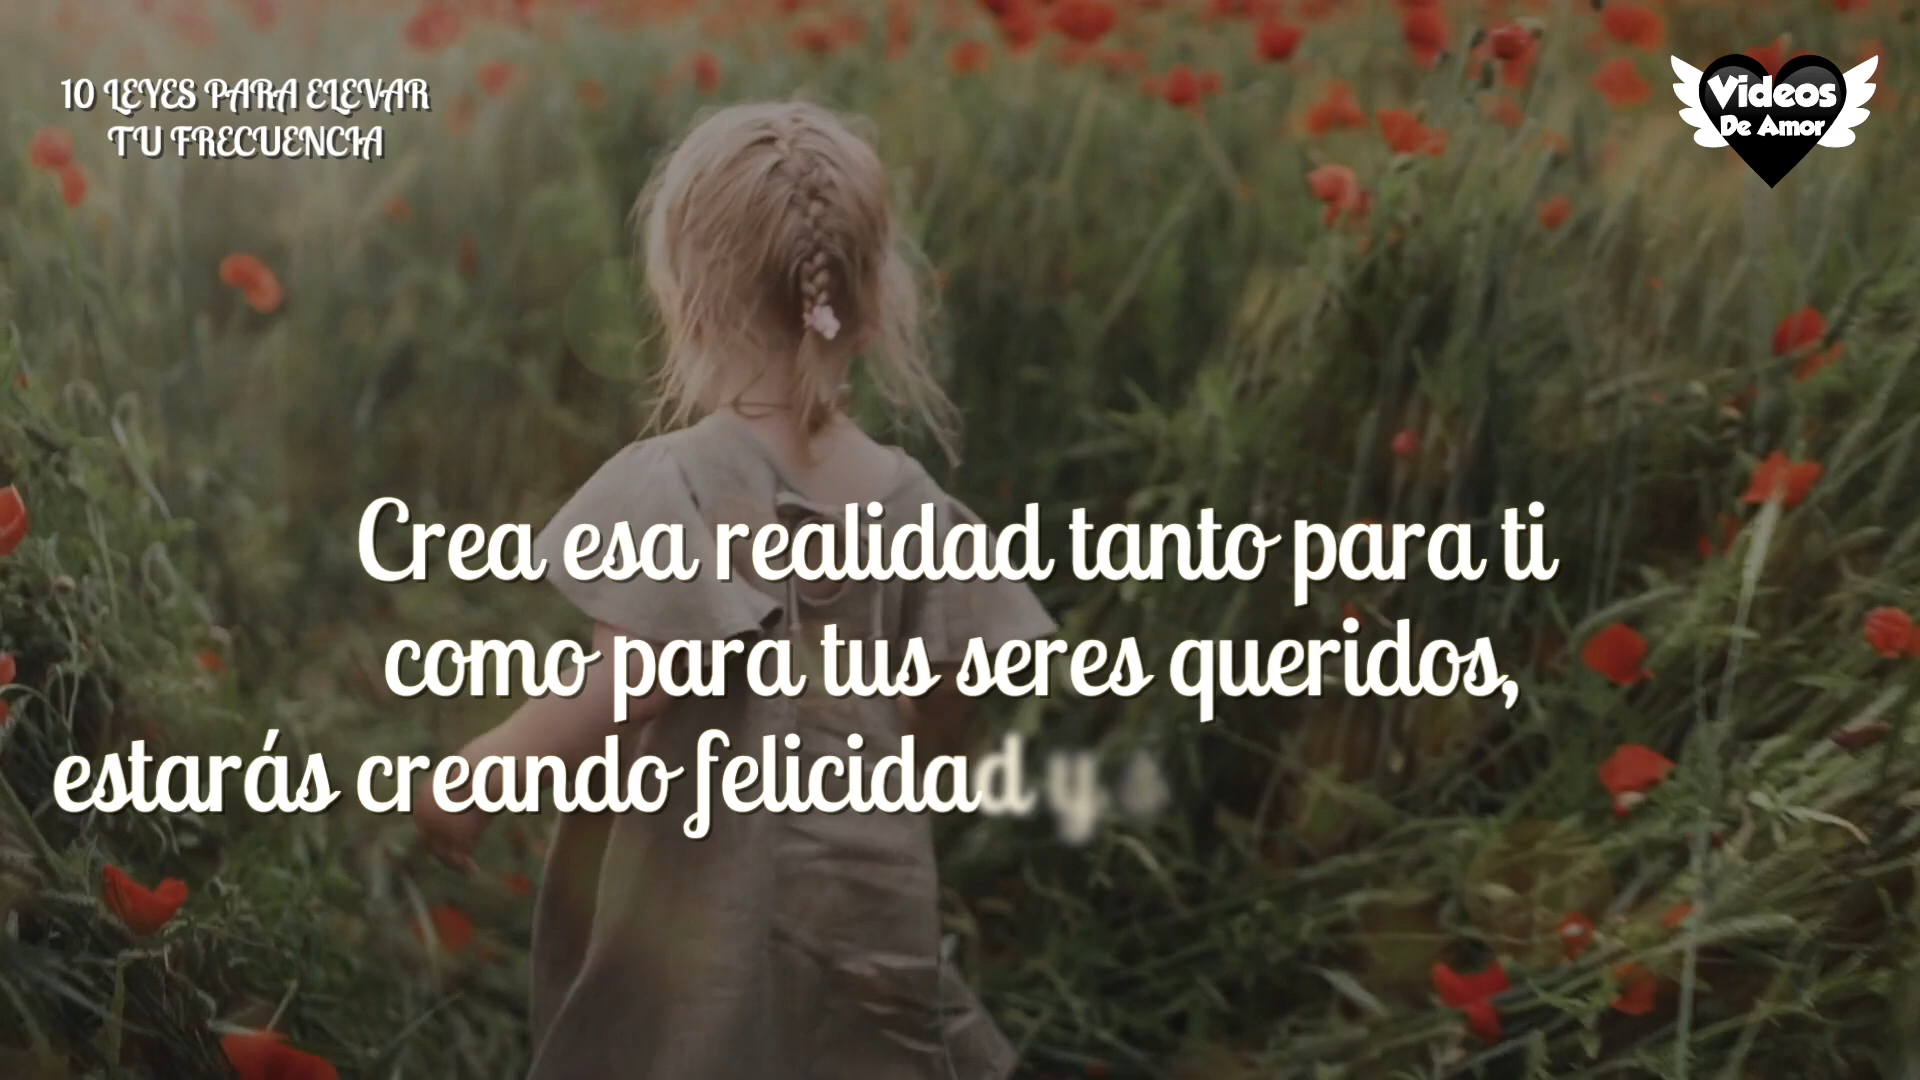 10 LEYES PARA ELEVAR
TU FRECUENCIA
Videos
De Amor
Crea esa realidad tanto para ti
como para tus seres queridos,
estarás creando felicidad y